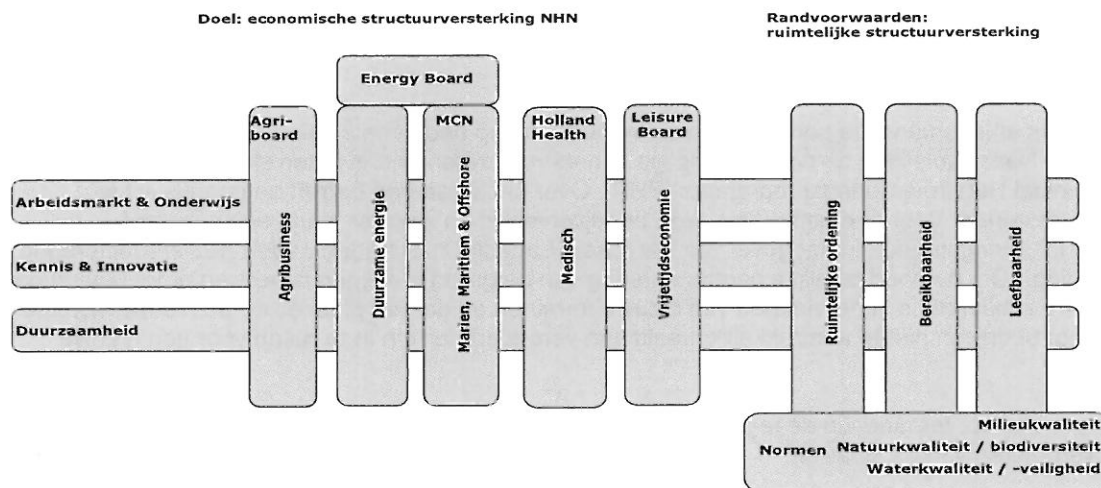 Doel: economische structuurversterking NHN
Randvoorwaarden:
ruimtelijke structuurversterking
Energy Board
Agri-
board
MCN
Holland
Health
Leisure
Board
Arbeidsmarkt & Onderwijs
Kennis & Innovatie
Duurzaamheid
Agribusiness
Duurzame energie
Marien, Maritiem & Offshore
Medisch
Vrijetijdseconomie
Ruimtelijke ordening
Bereikbaarheid
Leefbaarheid
Normen
Milieukwaliteit
Natuurkwaliteit / biodiversiteit
Waterkwaliteit / -veiligheid